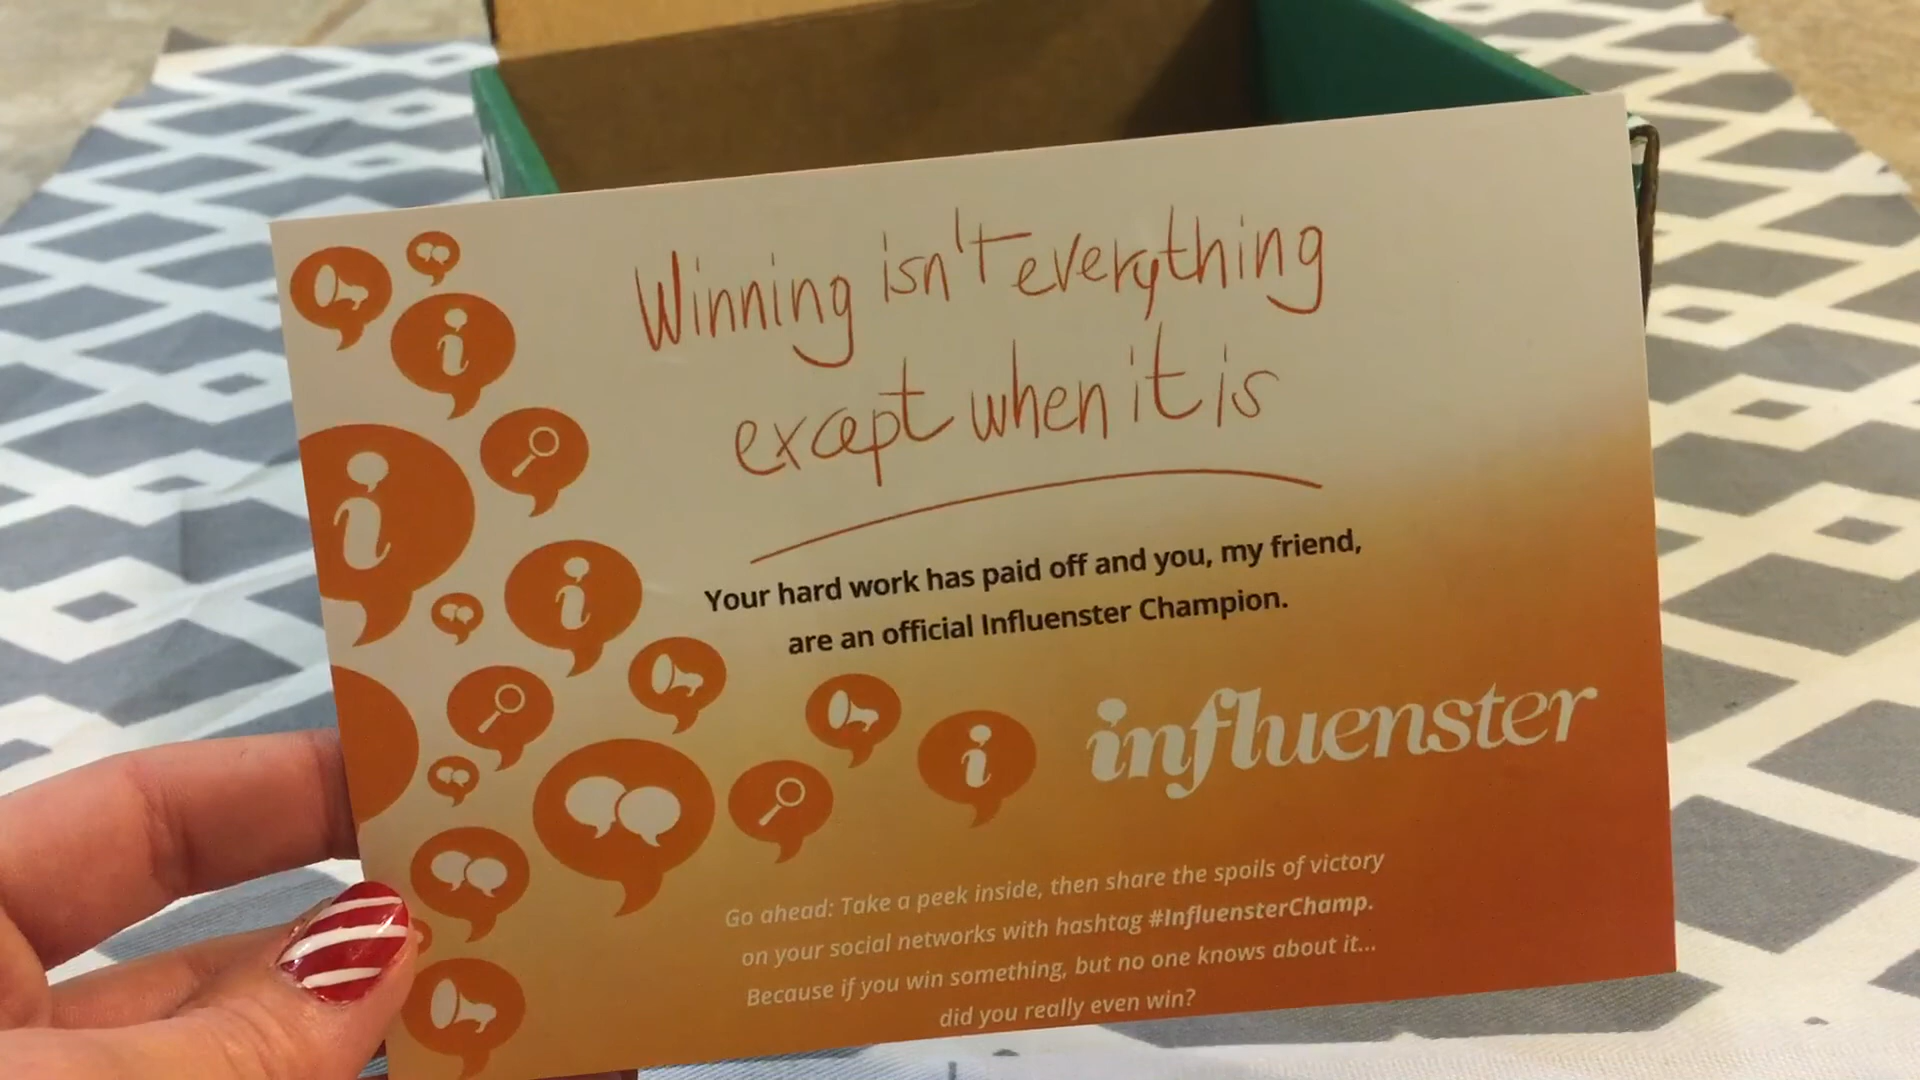 Winning isn't everything
except when it is
Your hard work has paid off and you, my friend,
are an official Influenster Champion.
influenster
Go ahead: Take a peek inside, then share the spoils of victory
on your social networks with hashtag #InfluensterChamp.
Because if you win something, but no one knows about it...
did you really even win?